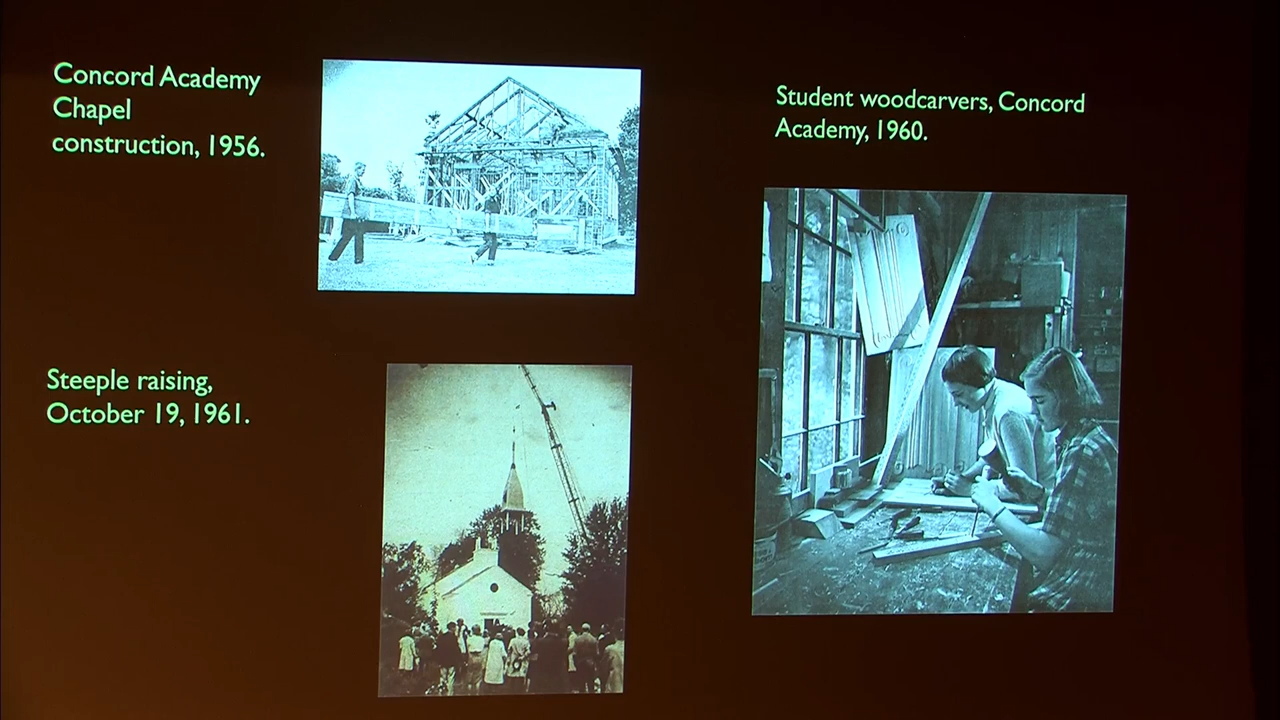 Concord Academy
Chapel
construction, 1956.
Student woodcarvers, Concord
Academy, 1960.
Steeple raising,
October 19, 1961.